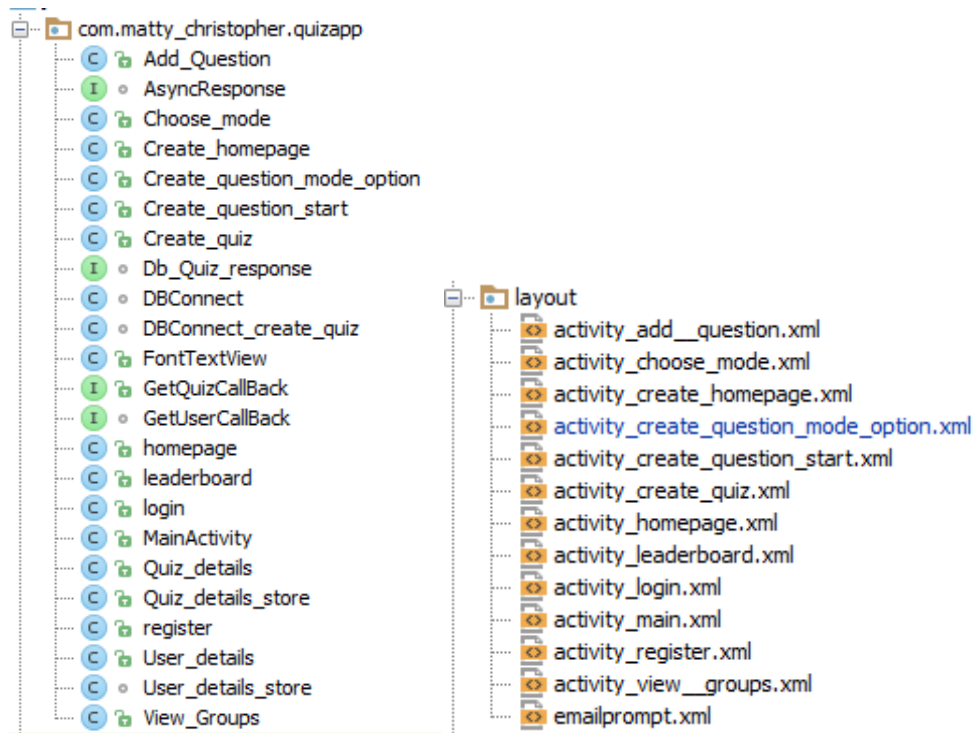 com.matty_christopher.quizapp
C Add_Question
I AsyncResponse
C Choose_mode
C Create_homepage
C Create_question_mode_option
C Create_question_start
C Create_quiz
I Db_Quiz_response
C DBConnect
C DBConnect_create_quiz
C FontTextView
I GetQuizCallBack
I GetUserCallBack
C homepage
C leaderboard
C login
C MainActivity
C Quiz_details
C Quiz_details_store
C register
C User_details
C User_details_store
C View_Groups
layout
activity_add__question.xml
activity_choose_mode.xml
activity_create_homepage.xml
activity_create_question_mode_option.xml
activity_create_question_start.xml
activity_create_quiz.xml
activity_homepage.xml
activity_leaderboard.xml
activity_login.xml
activity_main.xml
activity_register.xml
activity_view__groups.xml
emailprompt.xml